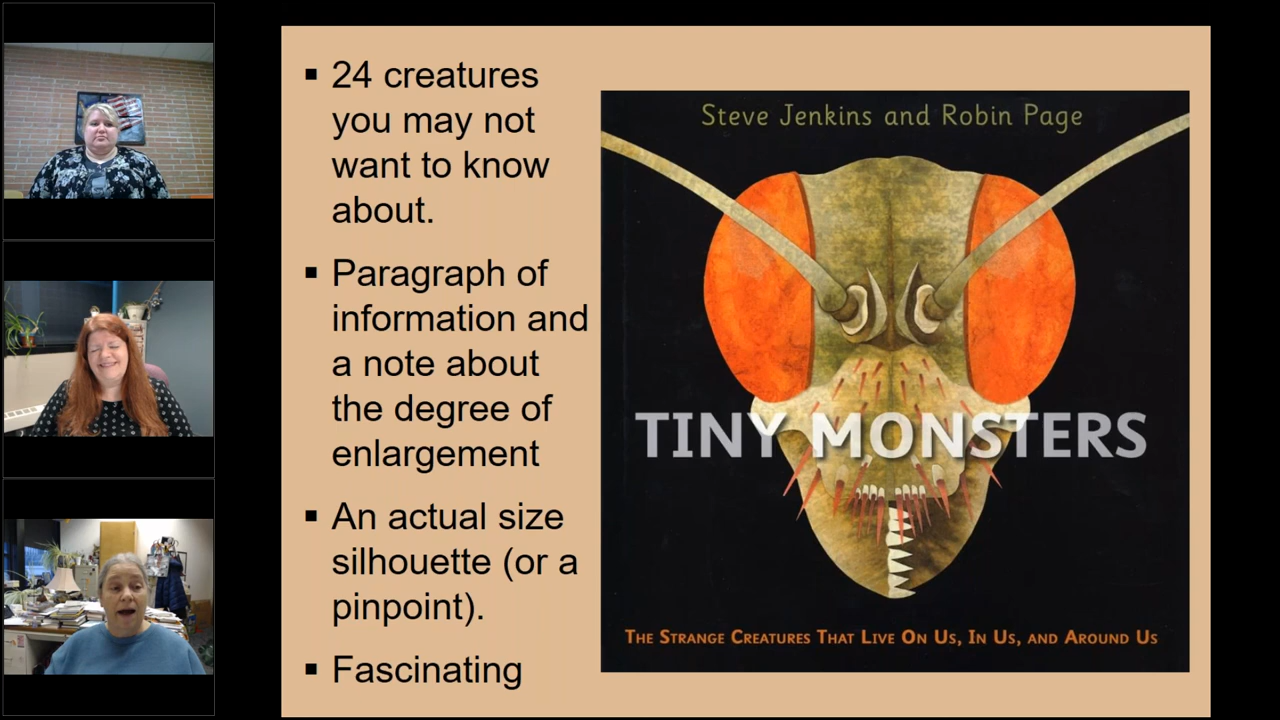 ▪ 24 creatures
you may not
want to know
about.
▪ Paragraph of
information and
a note about
the degree of
enlargement
▪ An actual size
silhouette (or a
pinpoint).
▪ Fascinating
Steve Jenkins and Robin Page
TINY MONSTERS
THE STRANGE CREATURES THAT LIVE ON US, IN US, AND AROUND US